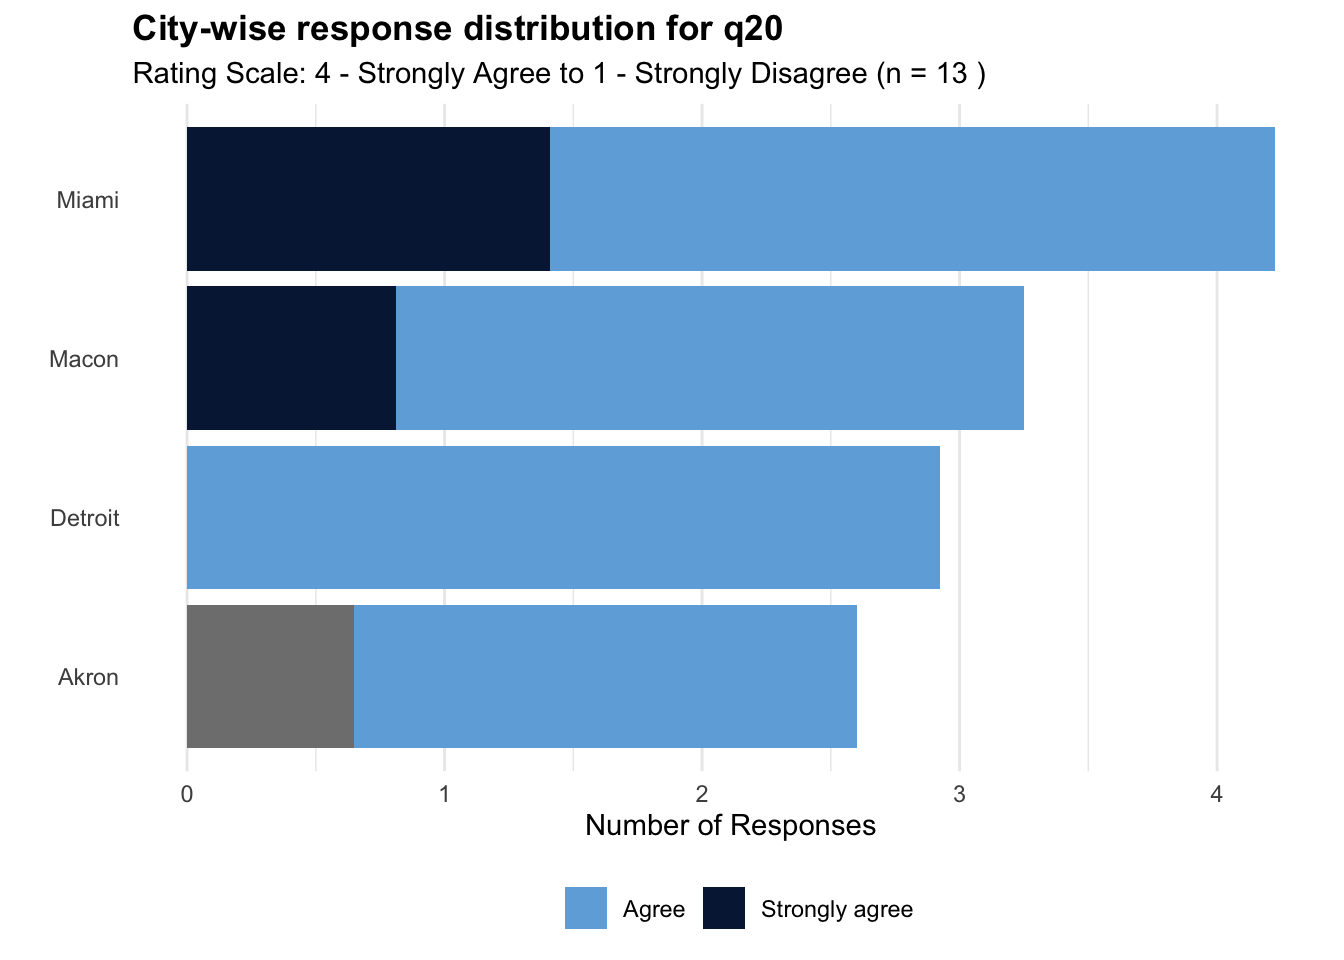 City-wise response distribution for q20
Rating Scale: 4 - Strongly Agree to 1 - Strongly Disagree (n = 13 )
Miami
Macon
Detroit
Akron
0 1 2 3 4
Number of Responses
Agree Strongly agree